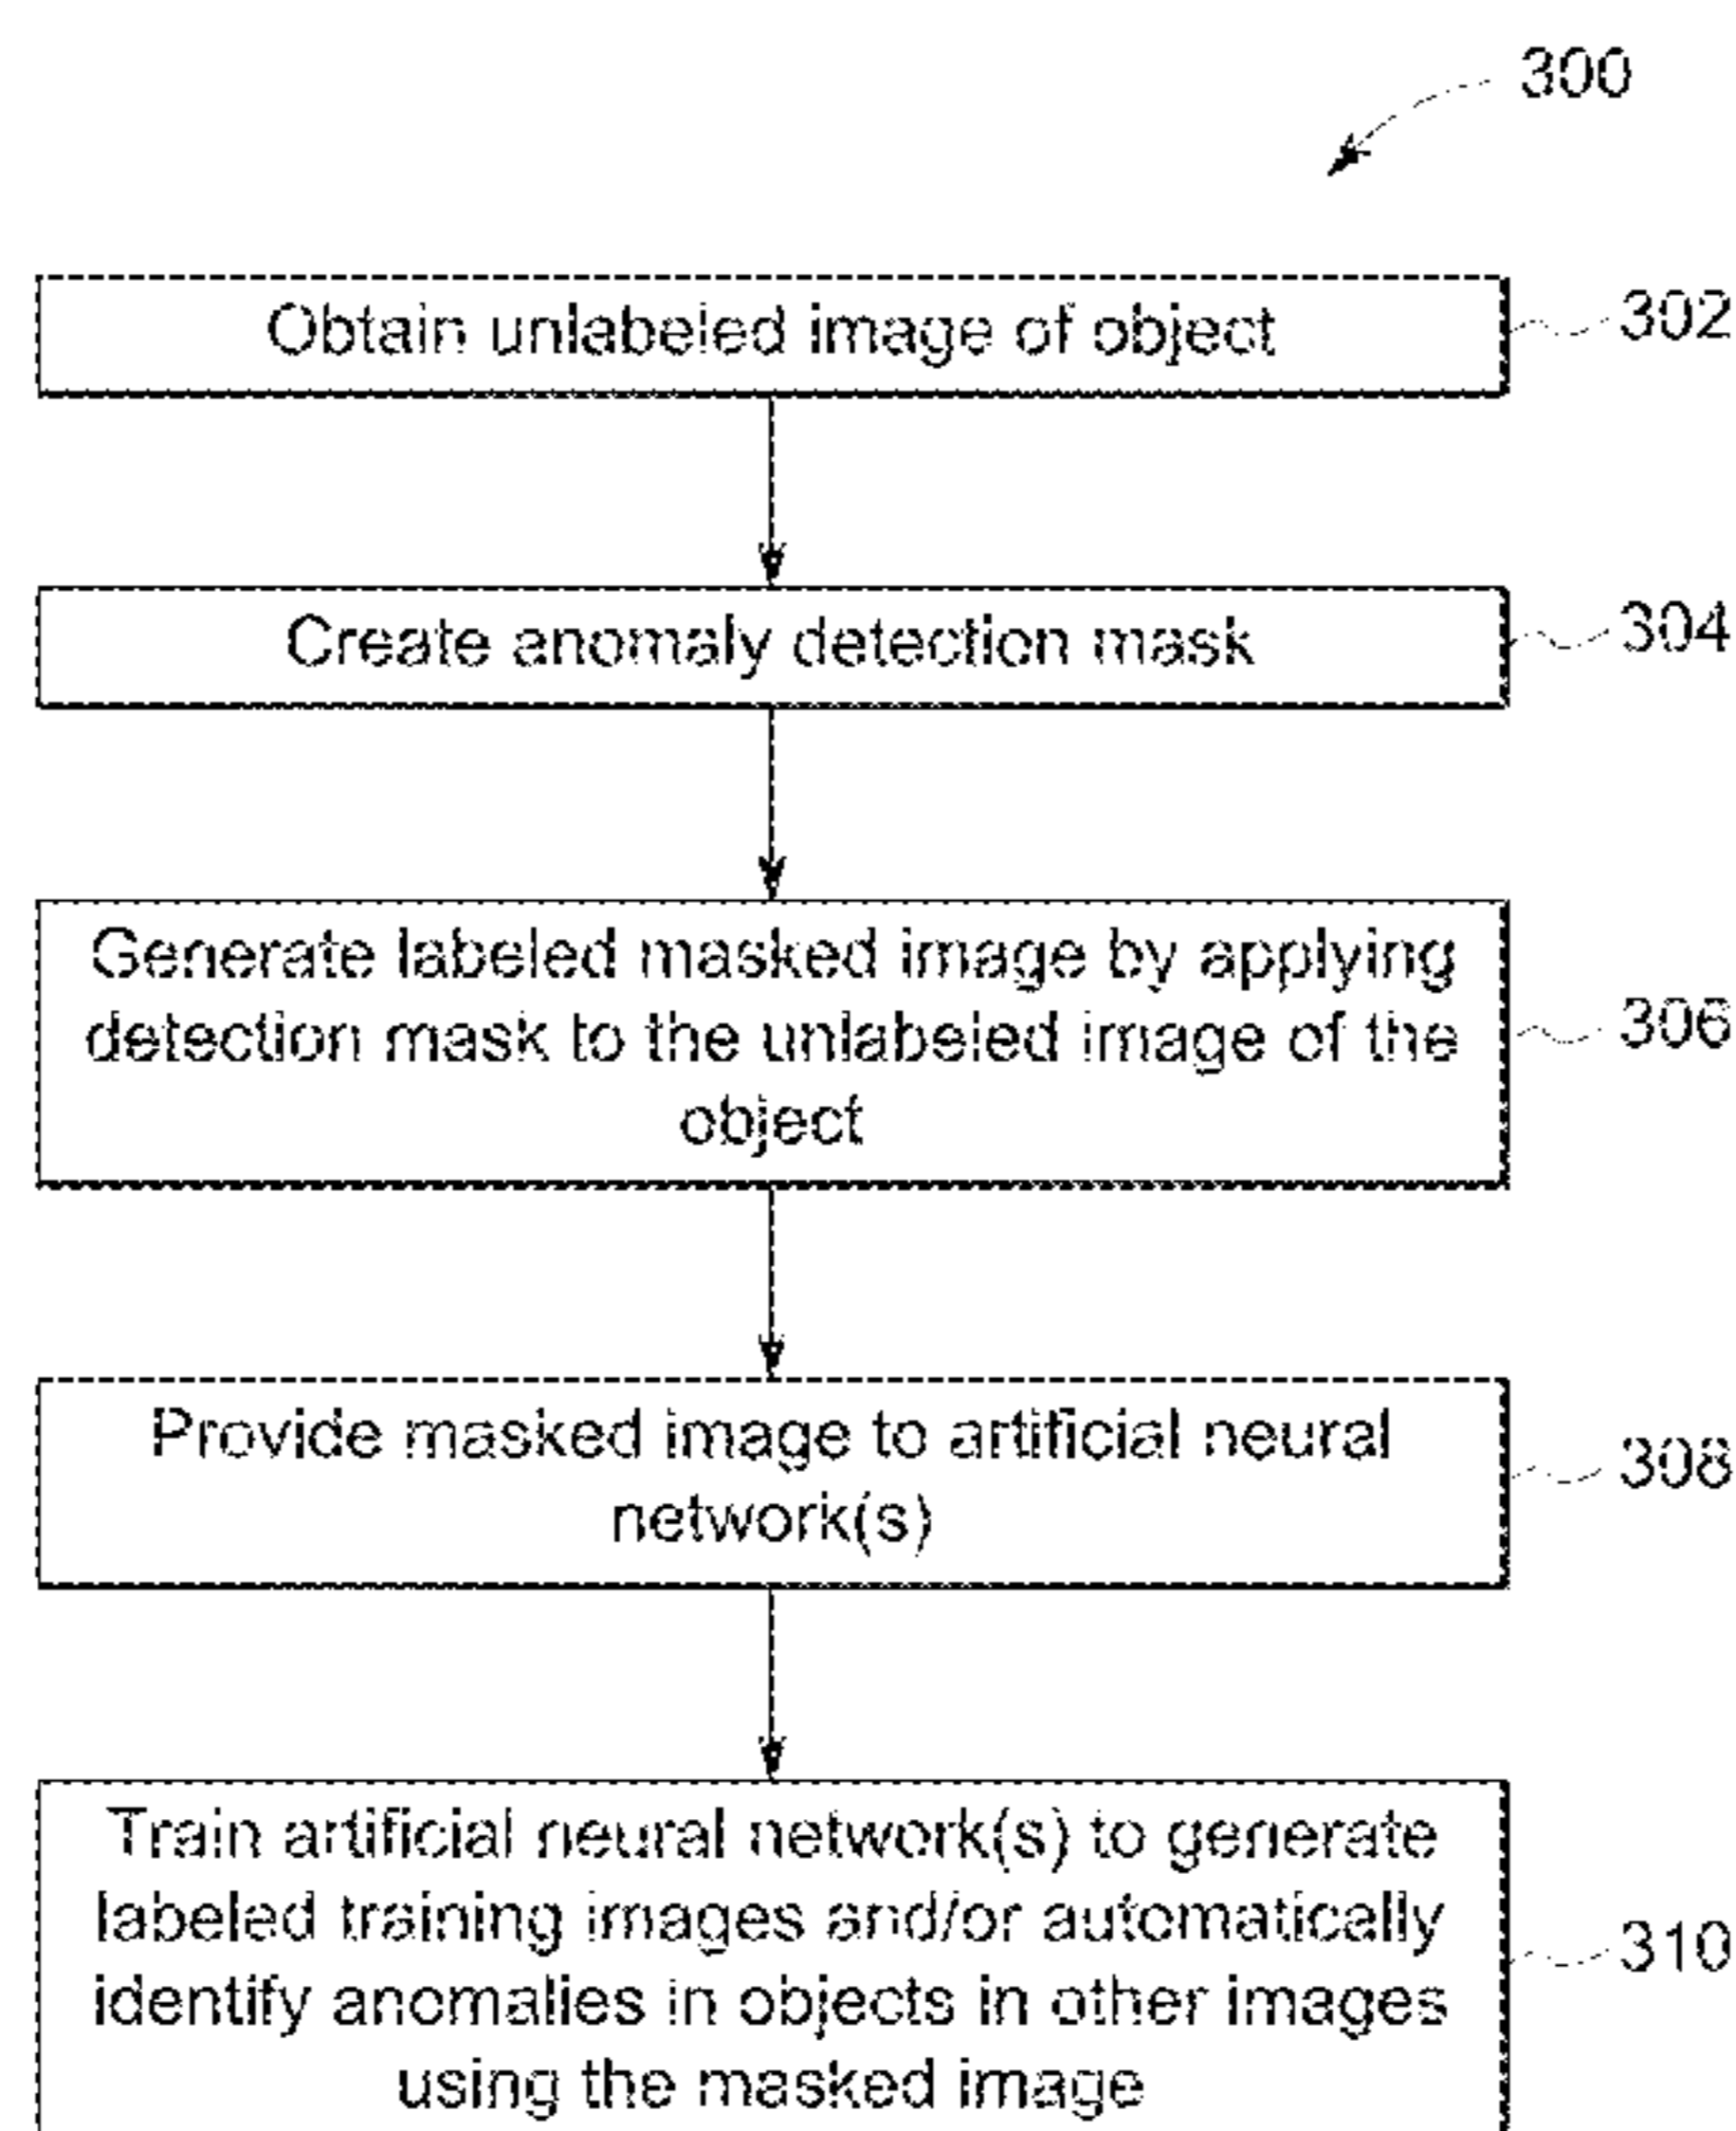 300
Obtain unlabeled image of object
302
Create anomaly detection mask
304
Generate labeled masked image by applying
detection mask to the unlabeled image of the
object
306
Provide masked image to artificial neural
network(s)
308
Train artificial neural network(s) to generate
labeled training images and/or automatically
identify anomalies in objects in other images
using the masked image
310